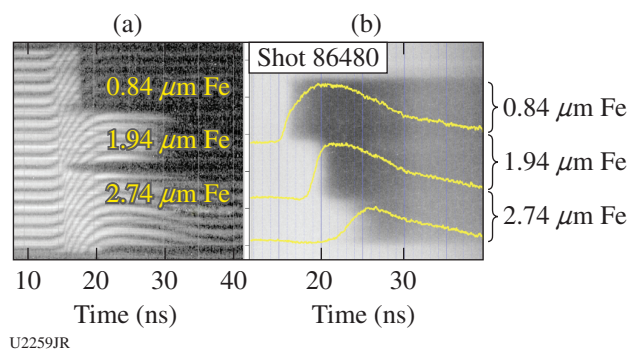 (a)
(b)
Shot 86480
0.84 μm Fe
1.94 μm Fe
2.74 μm Fe
0.84 μm Fe
1.94 μm Fe
2.74 μm Fe
10 20 30 40
20 30
Time (ns)
Time (ns)
U2259JR